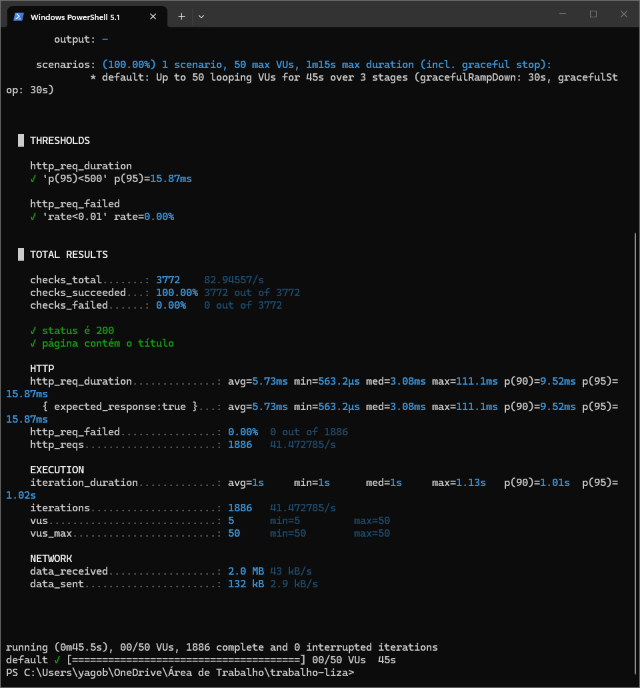 Windows PowerShell 5.1
output: -
scenarios: (100.00%) 1 scenario, 50 max VUs, 1m15s max duration (incl. graceful stop):
* default: Up to 50 looping VUs for 45s over 3 stages (gracefulRampDown: 30s, gracefulSt
op: 30s)
THRESHOLDS
http_req_duration
✓ 'p(95)<500' p(95)=15.87ms
http_req_failed
✓ 'rate<0.01' rate=0.00%
TOTAL RESULTS
checks_total.......: 3772 82.94557/s
checks_succeeded...: 100.00% 3772 out of 3772
checks_failed......: 0.00% 0 out of 3772
✓ status é 200
✓ página contém o título
HTTP
http_req_duration..............: avg=5.73ms min=563.2µs med=3.08ms max=111.1ms p(90)=9.52ms p(95)=
15.87ms
{ expected_response:true }...: avg=5.73ms min=563.2µs med=3.08ms max=111.1ms p(90)=9.52ms p(95)=
15.87ms
http_req_failed................: 0.00% 0 out of 1886
http_reqs......................: 1886 41.472785/s
EXECUTION
iteration_duration.............: avg=1s min=1s med=1s max=1.13s p(90)=1.01s p(95)=
1.02s
iterations.....................: 1886 41.472785/s
vus............................: 5 min=5 max=50
vus_max........................: 50 min=50 max=50
NETWORK
data_received..................: 2.0 MB 43 kB/s
data_sent......................: 132 kB 2.9 kB/s
running (0m45.5s), 00/50 VUs, 1886 complete and 0 interrupted iterations
default ✓ [======================================] 00/50 VUs 45s
PS C:\Users\yagob\OneDrive\Área de Trabalho\trabalho-liza>